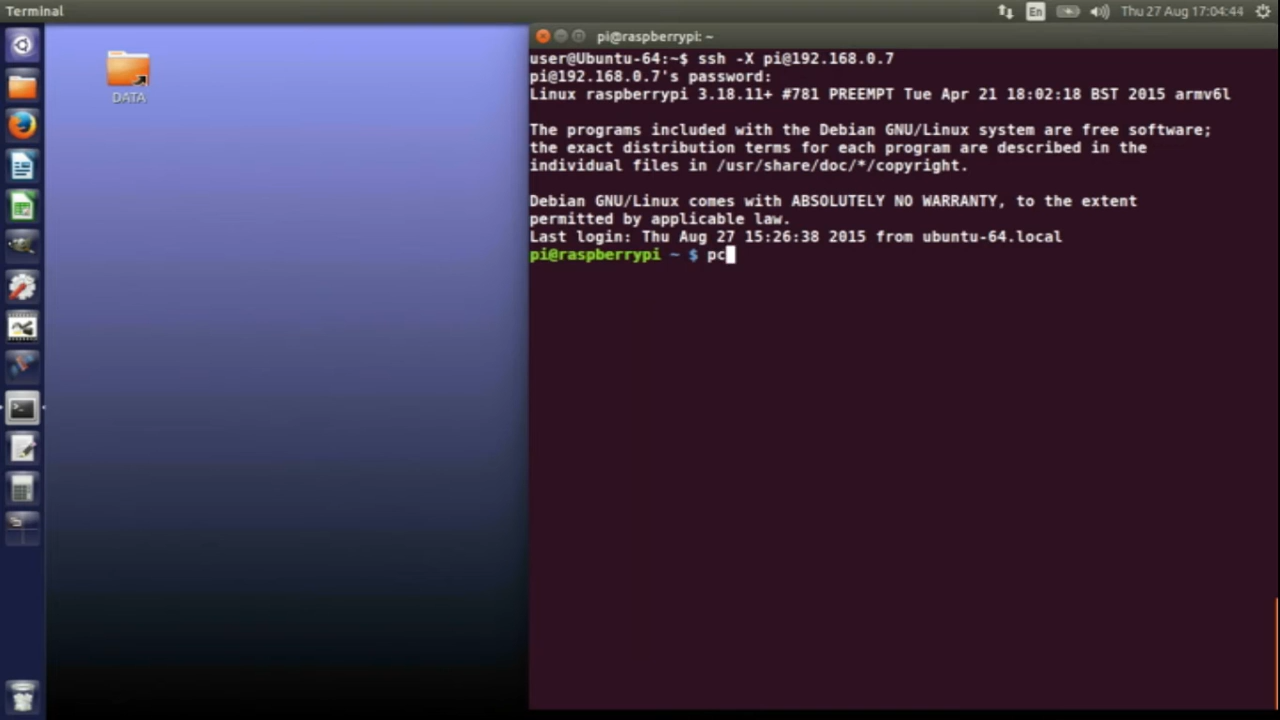 Terminal
En
Thu 27 Aug 17:04:44
DATA
pi@raspberrypi: ~
user@Ubuntu-64:~$ ssh -X pi@192.168.0.7
pi@192.168.0.7's password:
Linux raspberrypi 3.18.11+ #781 PREEMPT Tue Apr 21 18:02:18 BST 2015 armv6l
The programs included with the Debian GNU/Linux system are free software;
the exact distribution terms for each program are described in the
individual files in /usr/share/doc/*/copyright.
Debian GNU/Linux comes with ABSOLUTELY NO WARRANTY, to the extent
permitted by applicable law.
Last login: Thu Aug 27 15:26:38 2015 from ubuntu-64.local
pi@raspberrypi ~ $ pc